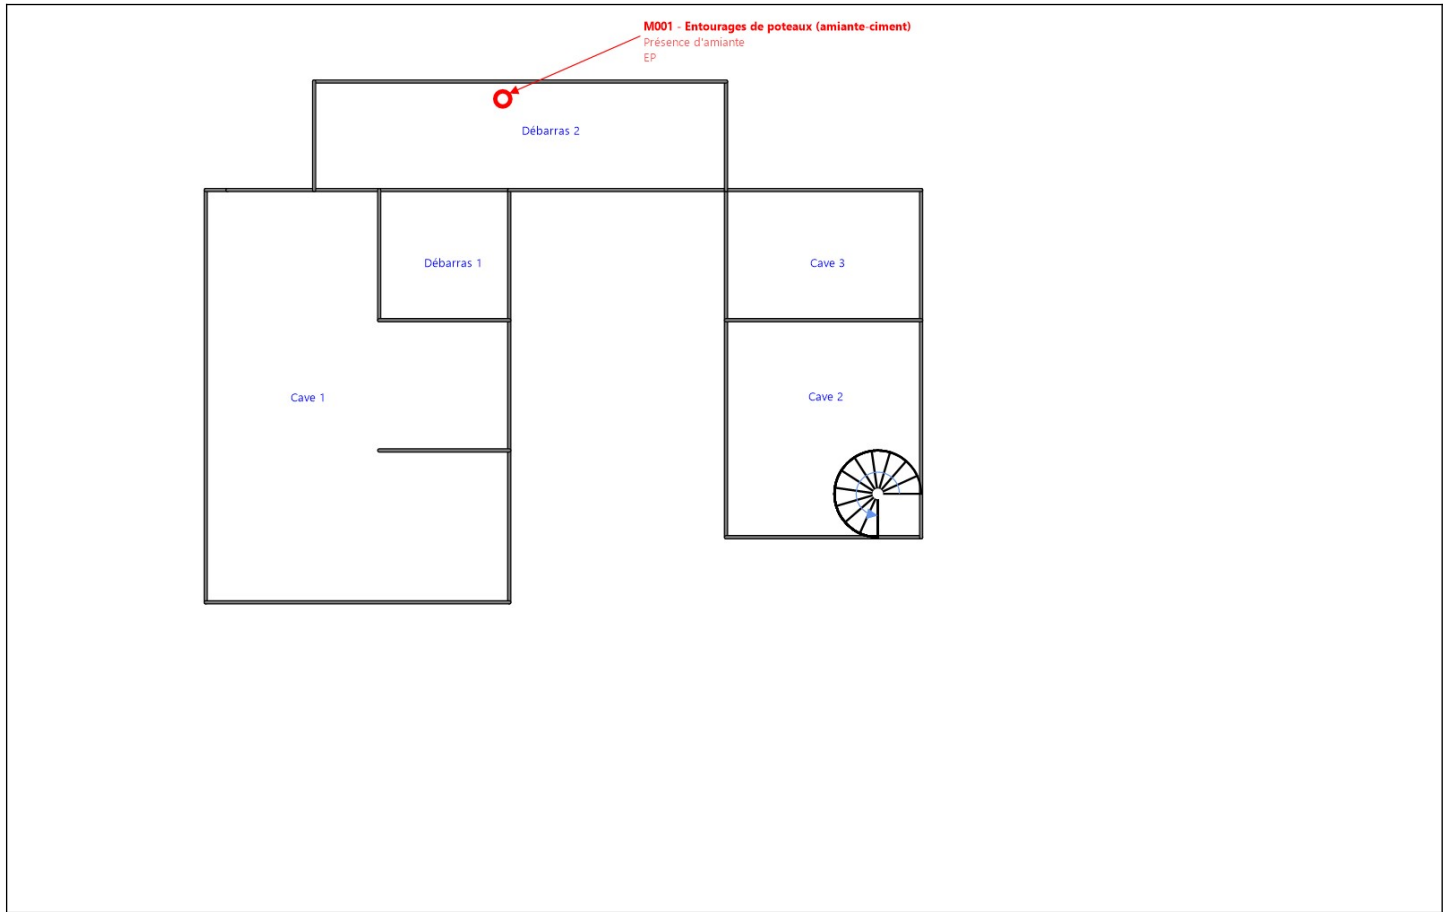 M001 - Entourages de poteaux (amiante-ciment)
Présence d'amiante
EP
Débarras 2
Débarras 1
Cave 3
Cave 1
Cave 2